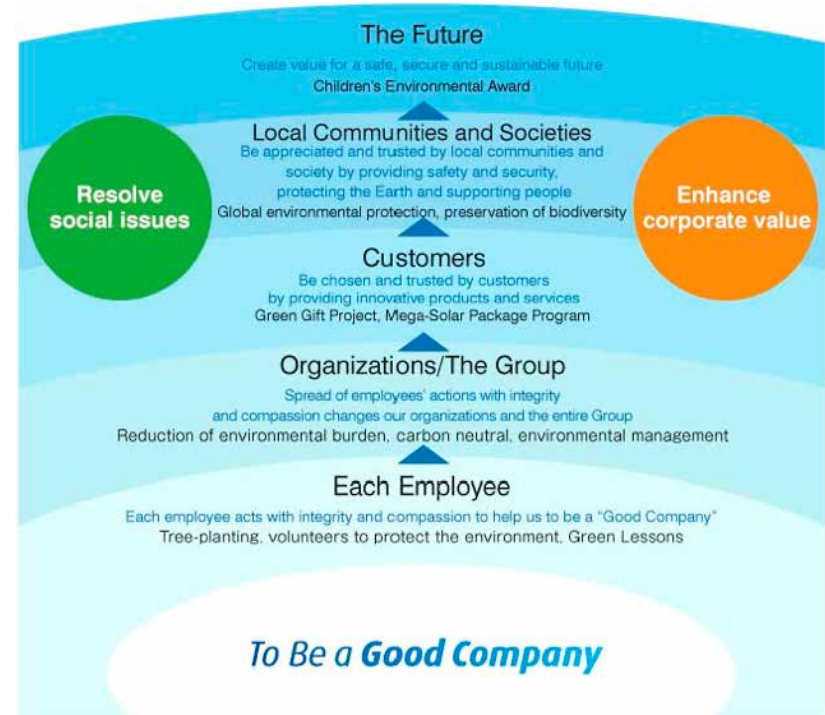 The Future
Create value for a safe, secure and sustainable future
Children's Environmental Award
Local Communities and Societies
Be appreciated and trusted by local communities and
society by providing safety and security,
protecting the Earth and supporting people
Global environmental protection, preservation of biodiversity
Resolve
social issues
Enhance
corporate value
Customers
Be chosen and trusted by customers
by providing innovative products and services
Green Gift Project, Mega-Solar Package Program
Organizations/The Group
Spread of employees' actions with integrity
and compassion changes our organizations and the entire Group
Reduction of environmental burden, carbon neutral, environmental management
Each Employee
Each employee acts with integrity and compassion to help us to be a "Good Company"
Tree-planting, volunteers to protect the environment, Green Lessons
To Be a Good Company